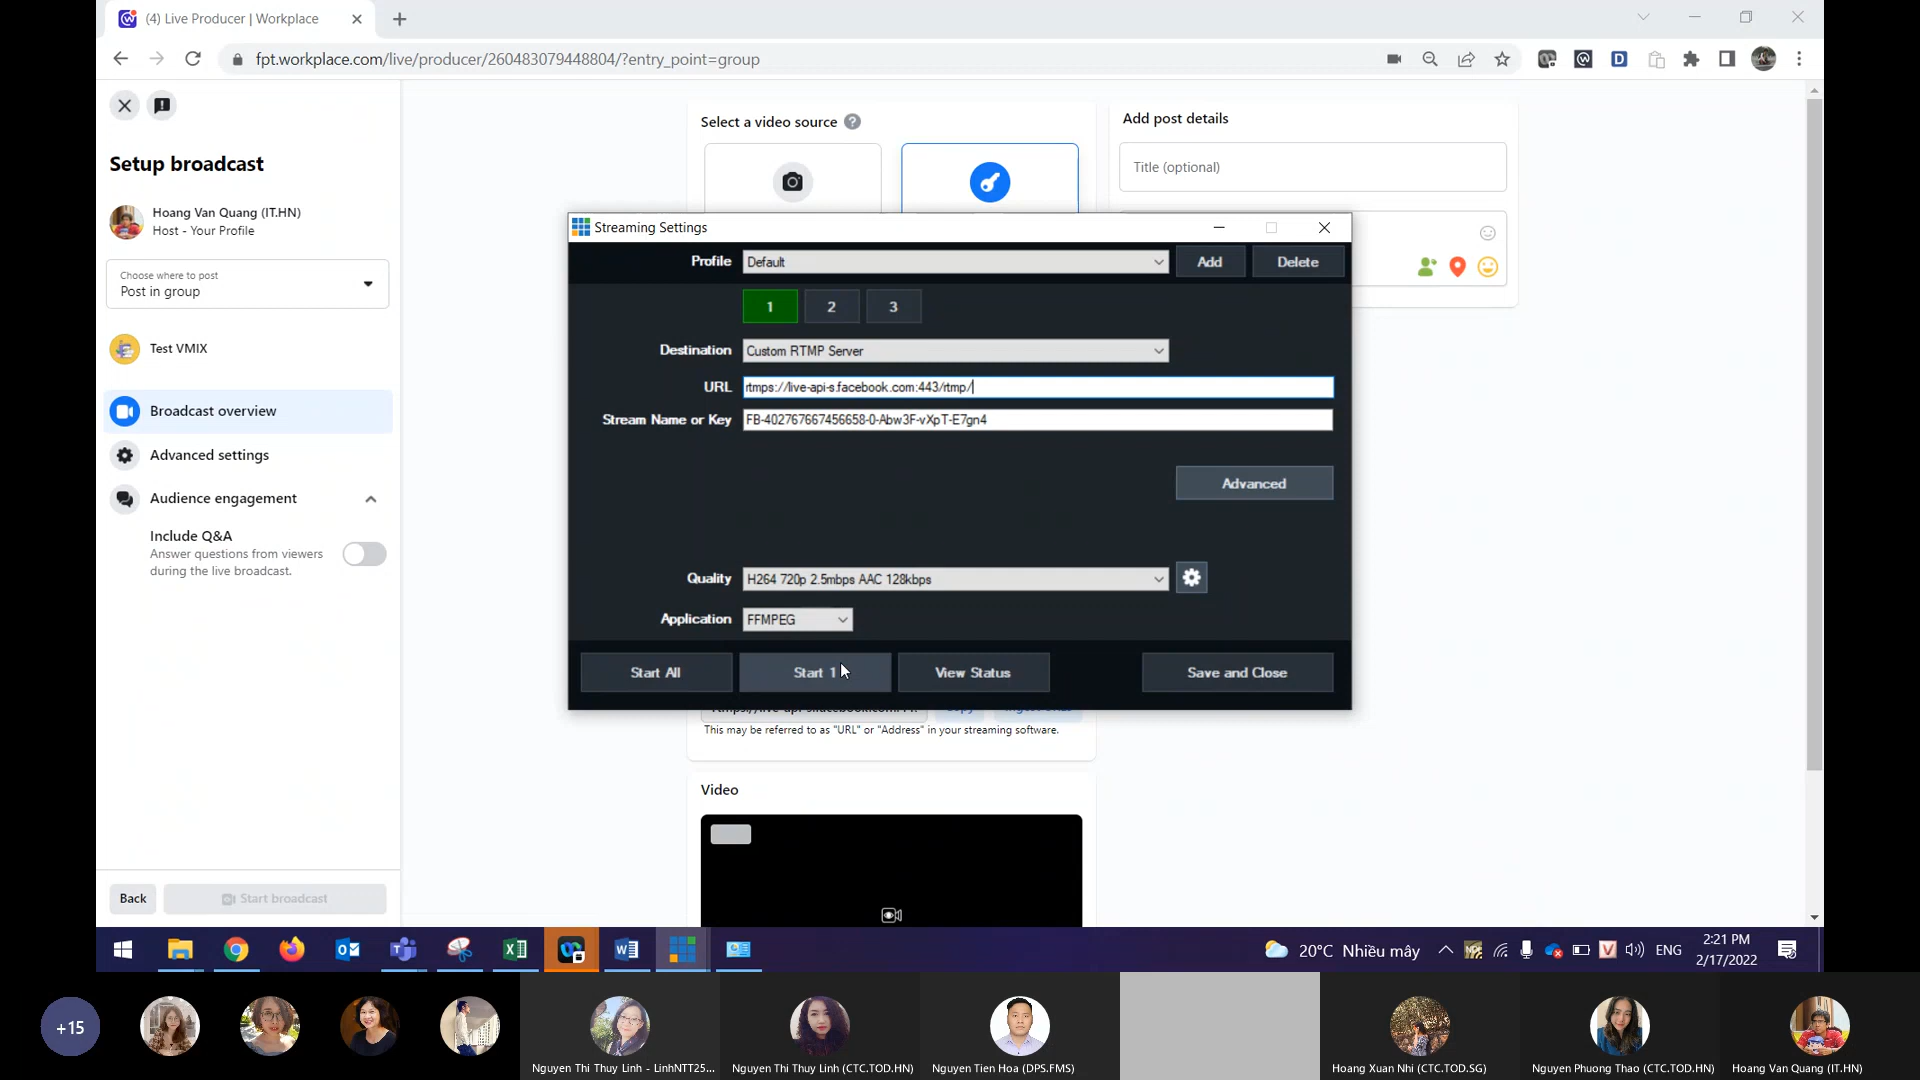 (4) Live Producer | Workplace
fpt.workplace.com/live/producer/260483079448804/?entry_point=group
Setup broadcast
Hoang Van Quang (IT.HN)
Host - Your Profile
Choose where to post
Post in group
Test VMIX
Broadcast overview
Advanced settings
Audience engagement
Include Q&A
Answer questions from viewers
during the live broadcast.
Back
Start broadcast
Select a video source
Add post details
Title (optional)
Streaming Settings
Profile
Default
Add
Delete
1
2
3
Destination
Custom RTMP Server
URL
rtmps://live-api-s.facebook.com:443/rtmp/
Stream Name or Key
FB-402767667456658-0-Abw3F-vXpT-E7gn4
Advanced
Quality
H264 720p 2.5mbps AAC 128kbps
Application
FFMPEG
Start All
Start 1
View Status
Save and Close
This may be referred to as "URL" or "Address" in your streaming software.
Video
20°C Nhiều mây
ENG
2:21 PM
2/17/2022
+15
Nguyen Thi Thuy Linh - LinhNTT25...
Nguyen Thi Thuy Linh (CTC.TOD.HN)
Nguyen Tien Hoa (DPS.FMS)
Hoang Xuan Nhi (CTC.TOD.SG)
Nguyen Phuong Thao (CTC.TOD.HN)
Hoang Van Quang (IT.HN)